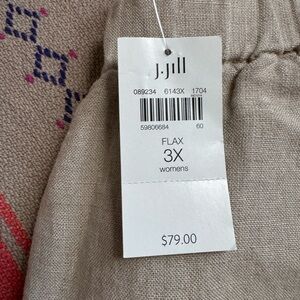 J.Jill
089234 6143X 1704
59806684 60
FLAX
3X
womens
$79.00